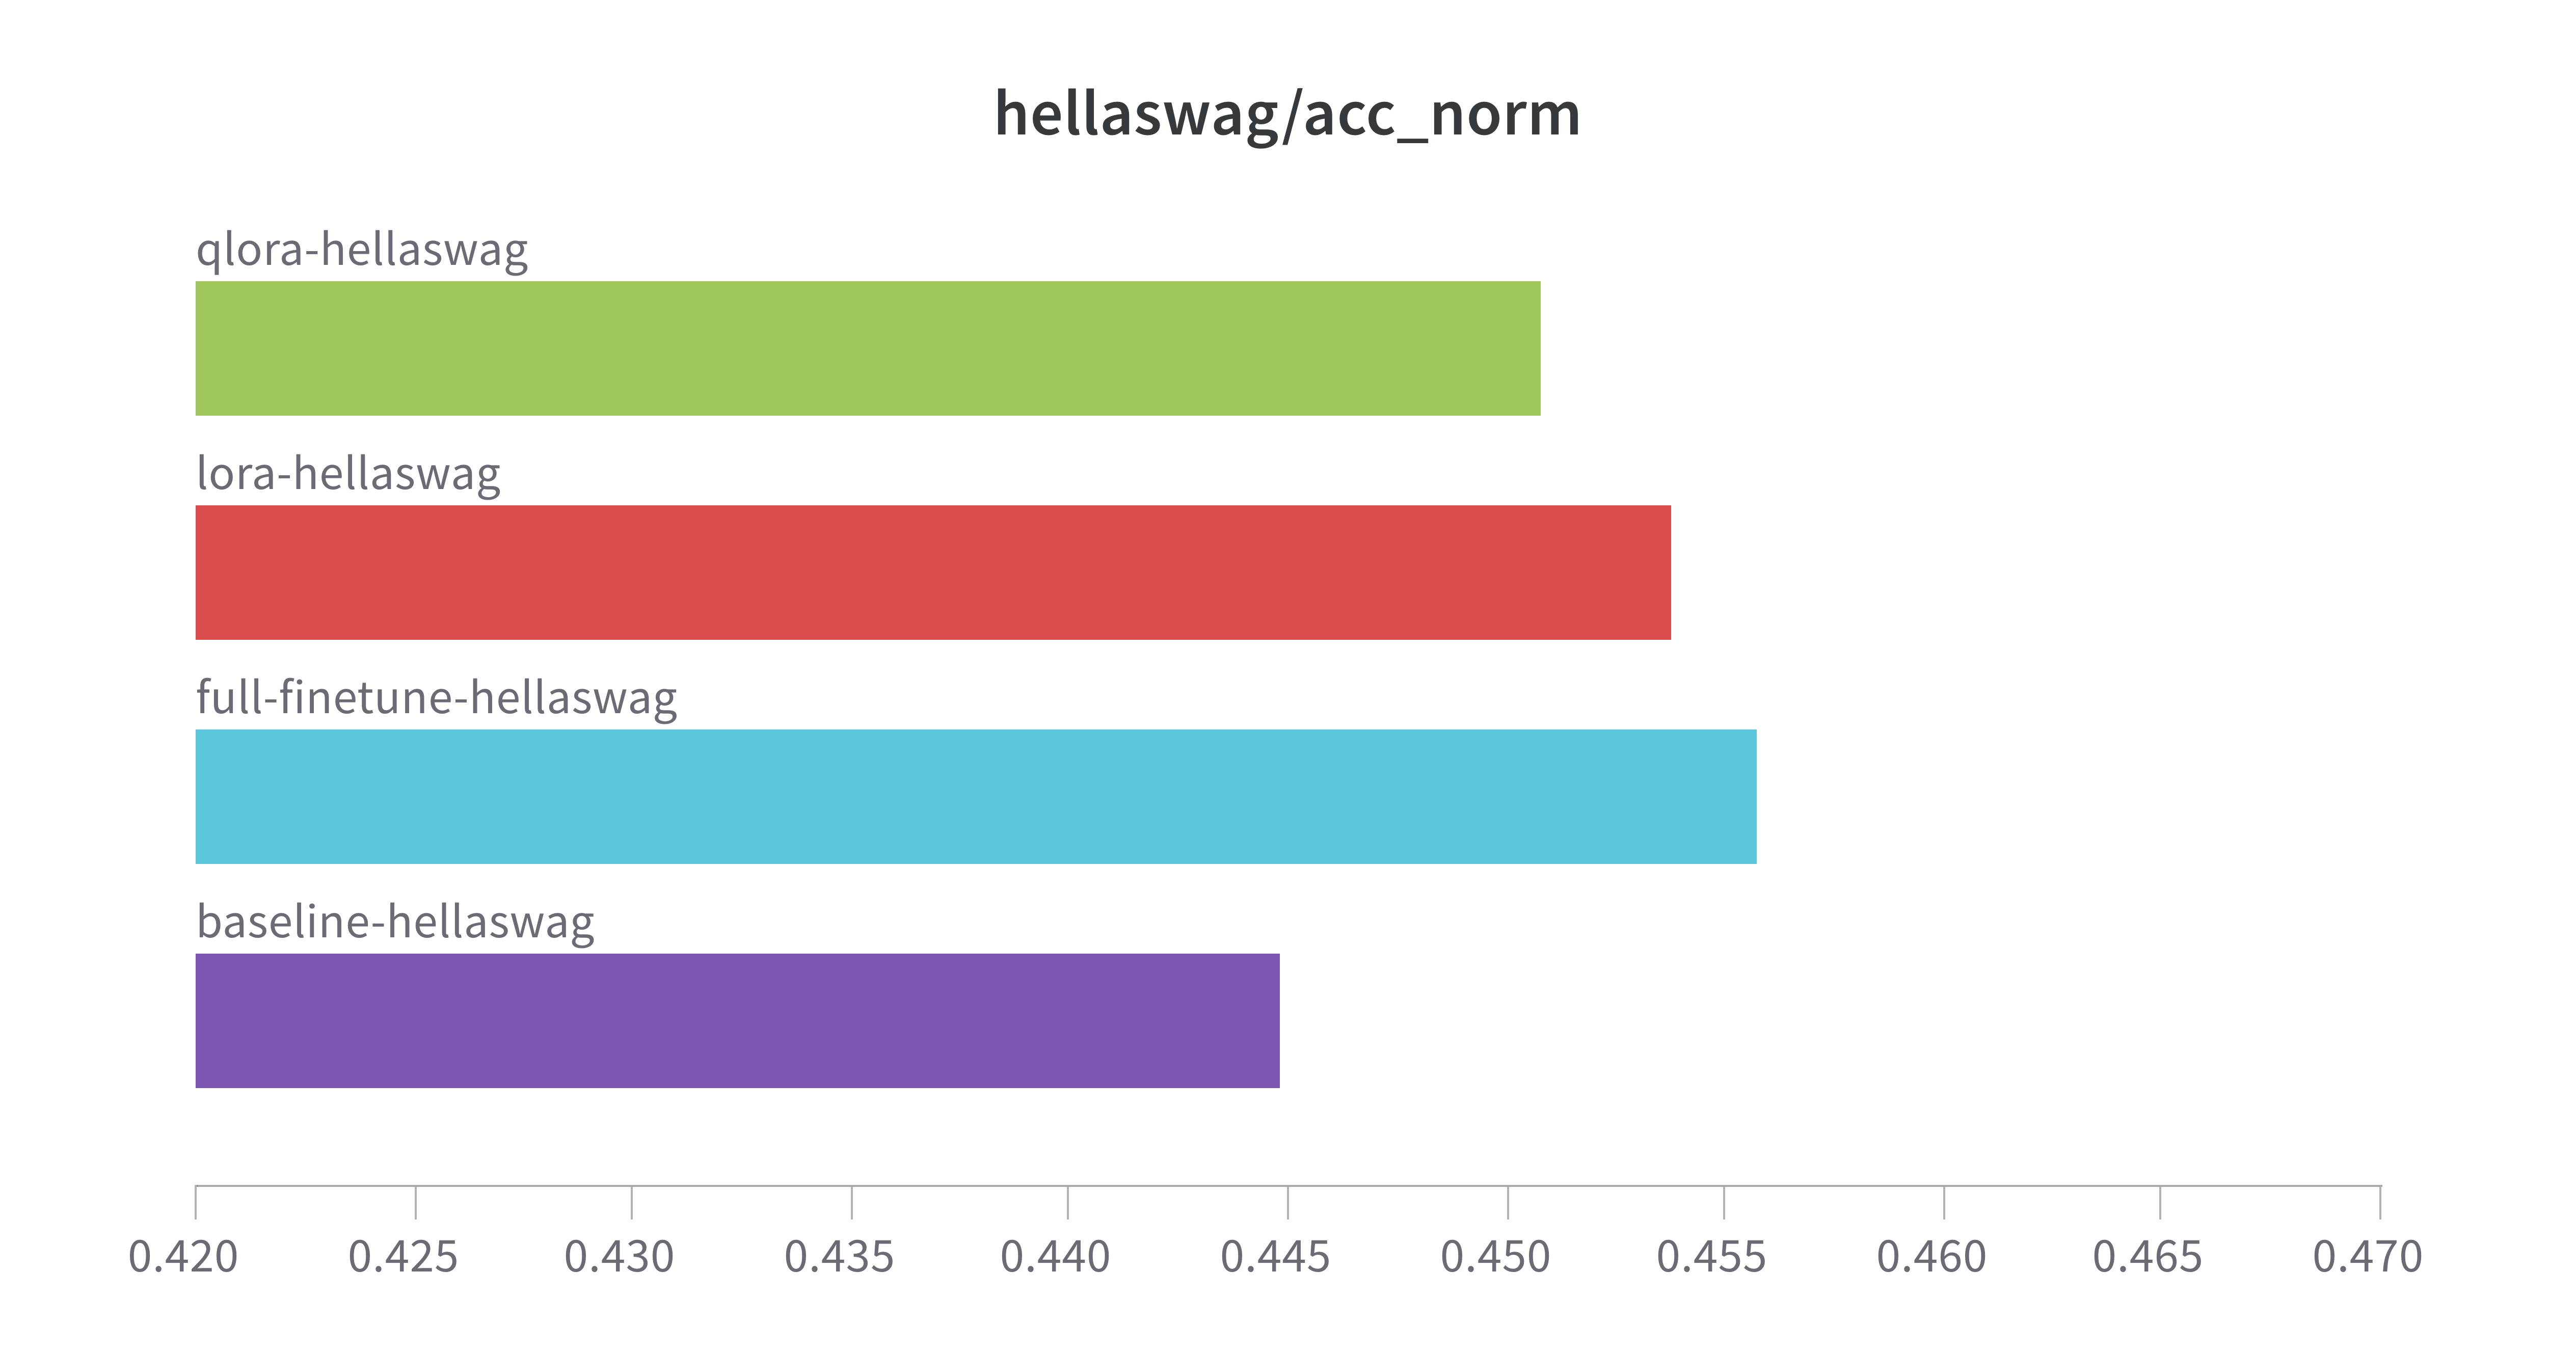 hellaswag/acc_norm
qlora-hellaswag
lora-hellaswag
full-finetune-hellaswag
baseline-hellaswag
0.420 0.425 0.430 0.435 0.440 0.445 0.450 0.455 0.460 0.465 0.470